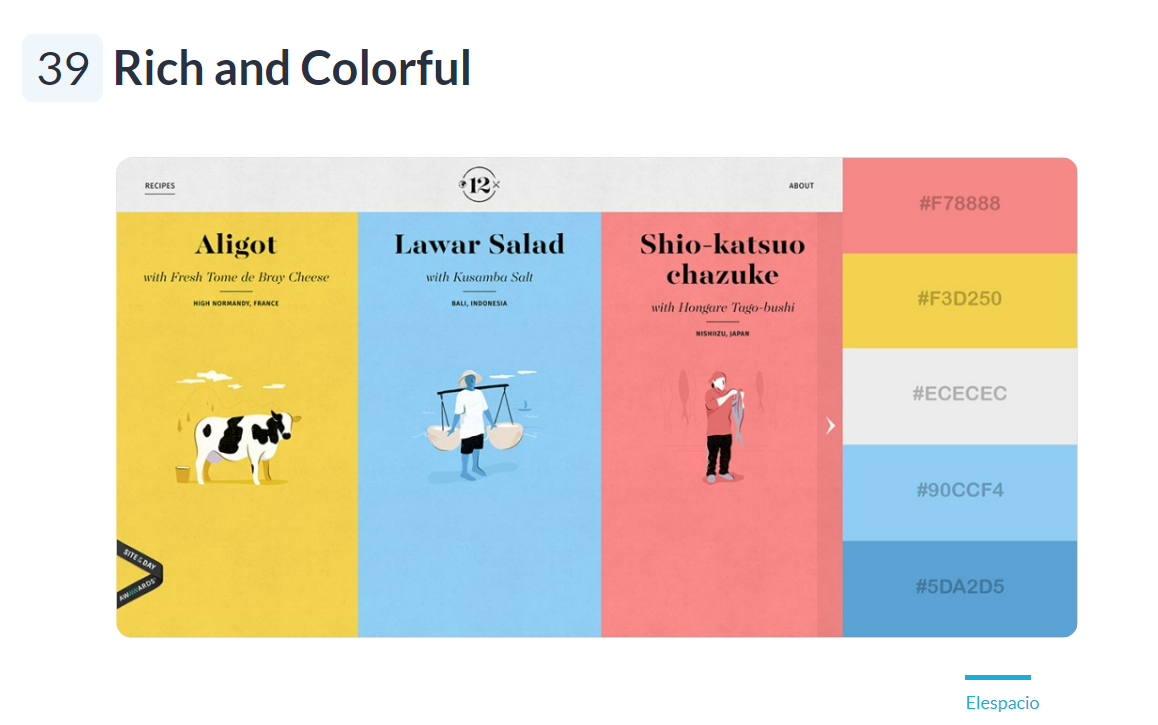 39 Rich and Colorful
RECIPES
12
ABOUT
Aligot
with Fresh Tome de Bray Cheese
HIGH NORMANDY, FRANCE
Lawar Salad
with Kusamba Salt
BALI, INDONESIA
Shio-katsuo
chazuke
with Hongare Tago-bushi
NISHIIZU, JAPAN
SITE OF THE DAY
AWWWARDS
#F78888
#F3D250
#ECECEC
#90CCF4
#5DA2D5
Elespacio